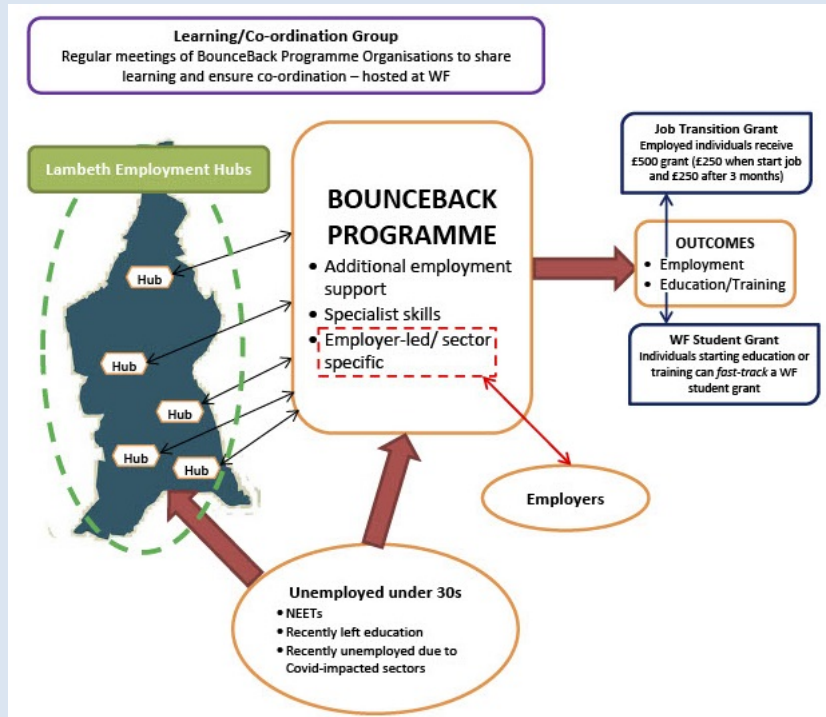 Learning/Co-ordination Group
Regular meetings of BounceBack Programme Organisations to share
learning and ensure co-ordination – hosted at WF
Lambeth Employment Hubs
Hub
Hub
Hub
Hub
Hub
BOUNCEBACK
PROGRAMME
• Additional employment
support
• Specialist skills
• Employer-led/ sector
specific
Job Transition Grant
Employed individuals receive
£500 grant (£250 when start job
and £250 after 3 months)
OUTCOMES
• Employment
• Education/Training
WF Student Grant
Individuals starting education or
training can fast-track a WF
student grant
Employers
Unemployed under 30s
• NEETs
• Recently left education
• Recently unemployed due to
Covid-impacted sectors